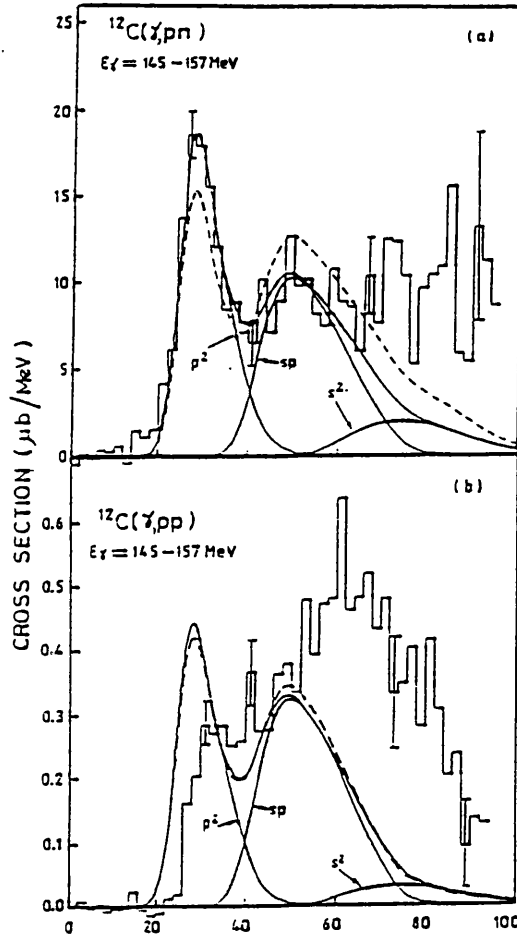 ¹²C(γ,pn)
(a)
Eγ = 145 – 157 MeV
25
20
15
10
5
0
p²
sp
s²
CROSS SECTION (μb/MeV)
¹²C(γ,pp)
(b)
Eγ = 145 – 157 MeV
0.6
0.5
0.4
0.3
0.2
0.1
0.0
p²
sp
s²
0
20
40
60
80
100